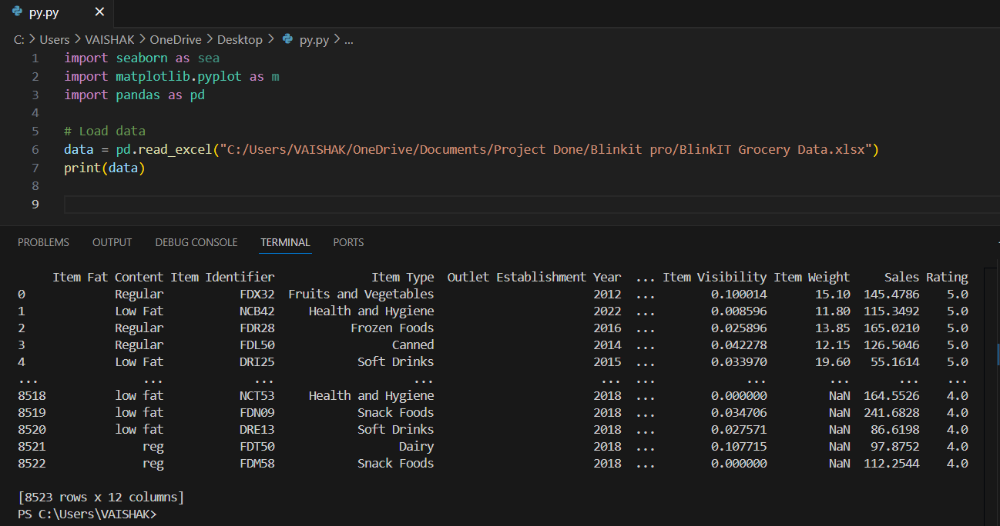 py.py ×
C: > Users > VAISHAK > OneDrive > Desktop > py.py > ...
1 import seaborn as sea
2 import matplotlib.pyplot as m
3 import pandas as pd
4
5 # Load data
6 data = pd.read_excel("C:/Users/VAISHAK/OneDrive/Documents/Project Done/Blinkit pro/BlinkIT Grocery Data.xlsx")
7 print(data)
8
9
PROBLEMS OUTPUT DEBUG CONSOLE TERMINAL PORTS
Item Fat Content Item Identifier Item Type Outlet Establishment Year ... Item Visibility Item Weight Sales Rating
0 Regular FDX32 Fruits and Vegetables 2012 ... 0.100014 15.10 145.4786 5.0
1 Low Fat NCB42 Health and Hygiene 2022 ... 0.008596 11.80 115.3492 5.0
2 Regular FDR28 Frozen Foods 2016 ... 0.025896 13.85 165.0210 5.0
3 Regular FDL50 Canned 2014 ... 0.042278 12.15 126.5046 5.0
4 Low Fat DRI25 Soft Drinks 2015 ... 0.033970 19.60 55.1614 5.0
... ... ... ... ... ... ... ... ... ...
8518 low fat NCT53 Health and Hygiene 2018 ... 0.000000 NaN 164.5526 4.0
8519 low fat FDN09 Snack Foods 2018 ... 0.034706 NaN 241.6828 4.0
8520 low fat DRE13 Soft Drinks 2018 ... 0.027571 NaN 86.6198 4.0
8521 reg FDT50 Dairy 2018 ... 0.107715 NaN 97.8752 4.0
8522 reg FDM58 Snack Foods 2018 ... 0.000000 NaN 112.2544 4.0
[8523 rows x 12 columns]
PS C:\Users\VAISHAK>